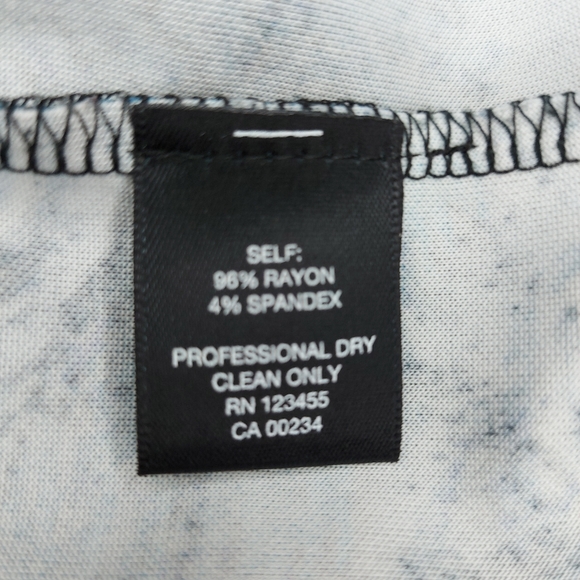 SELF:
96% RAYON
4% SPANDEX
PROFESSIONAL DRY
CLEAN ONLY
RN 123455
CA 00234